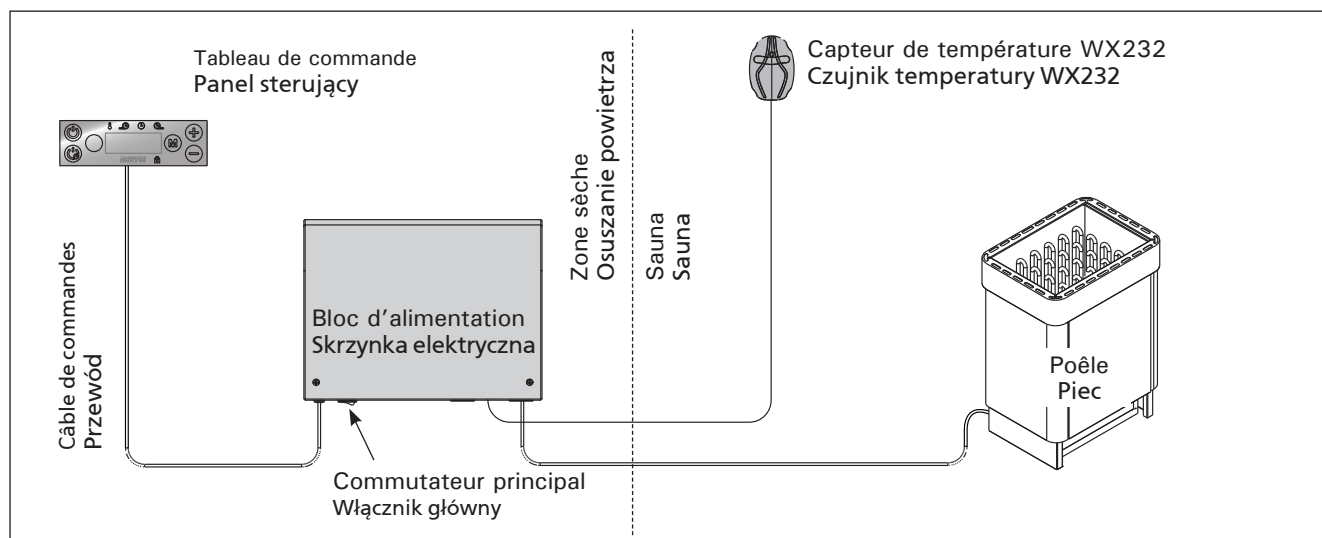 Tableau de commande
Panel sterujący
Capteur de température WX232
Czujnik temperatury WX232
HARVIA
M
Zone sèche
Osuszanie powietrza
Sauna
Sauna
Câble de commandes
Przewód
Bloc d'alimentation
Skrzynka elektryczna
Poêle
Piec
Commutateur principal
Włącznik główny